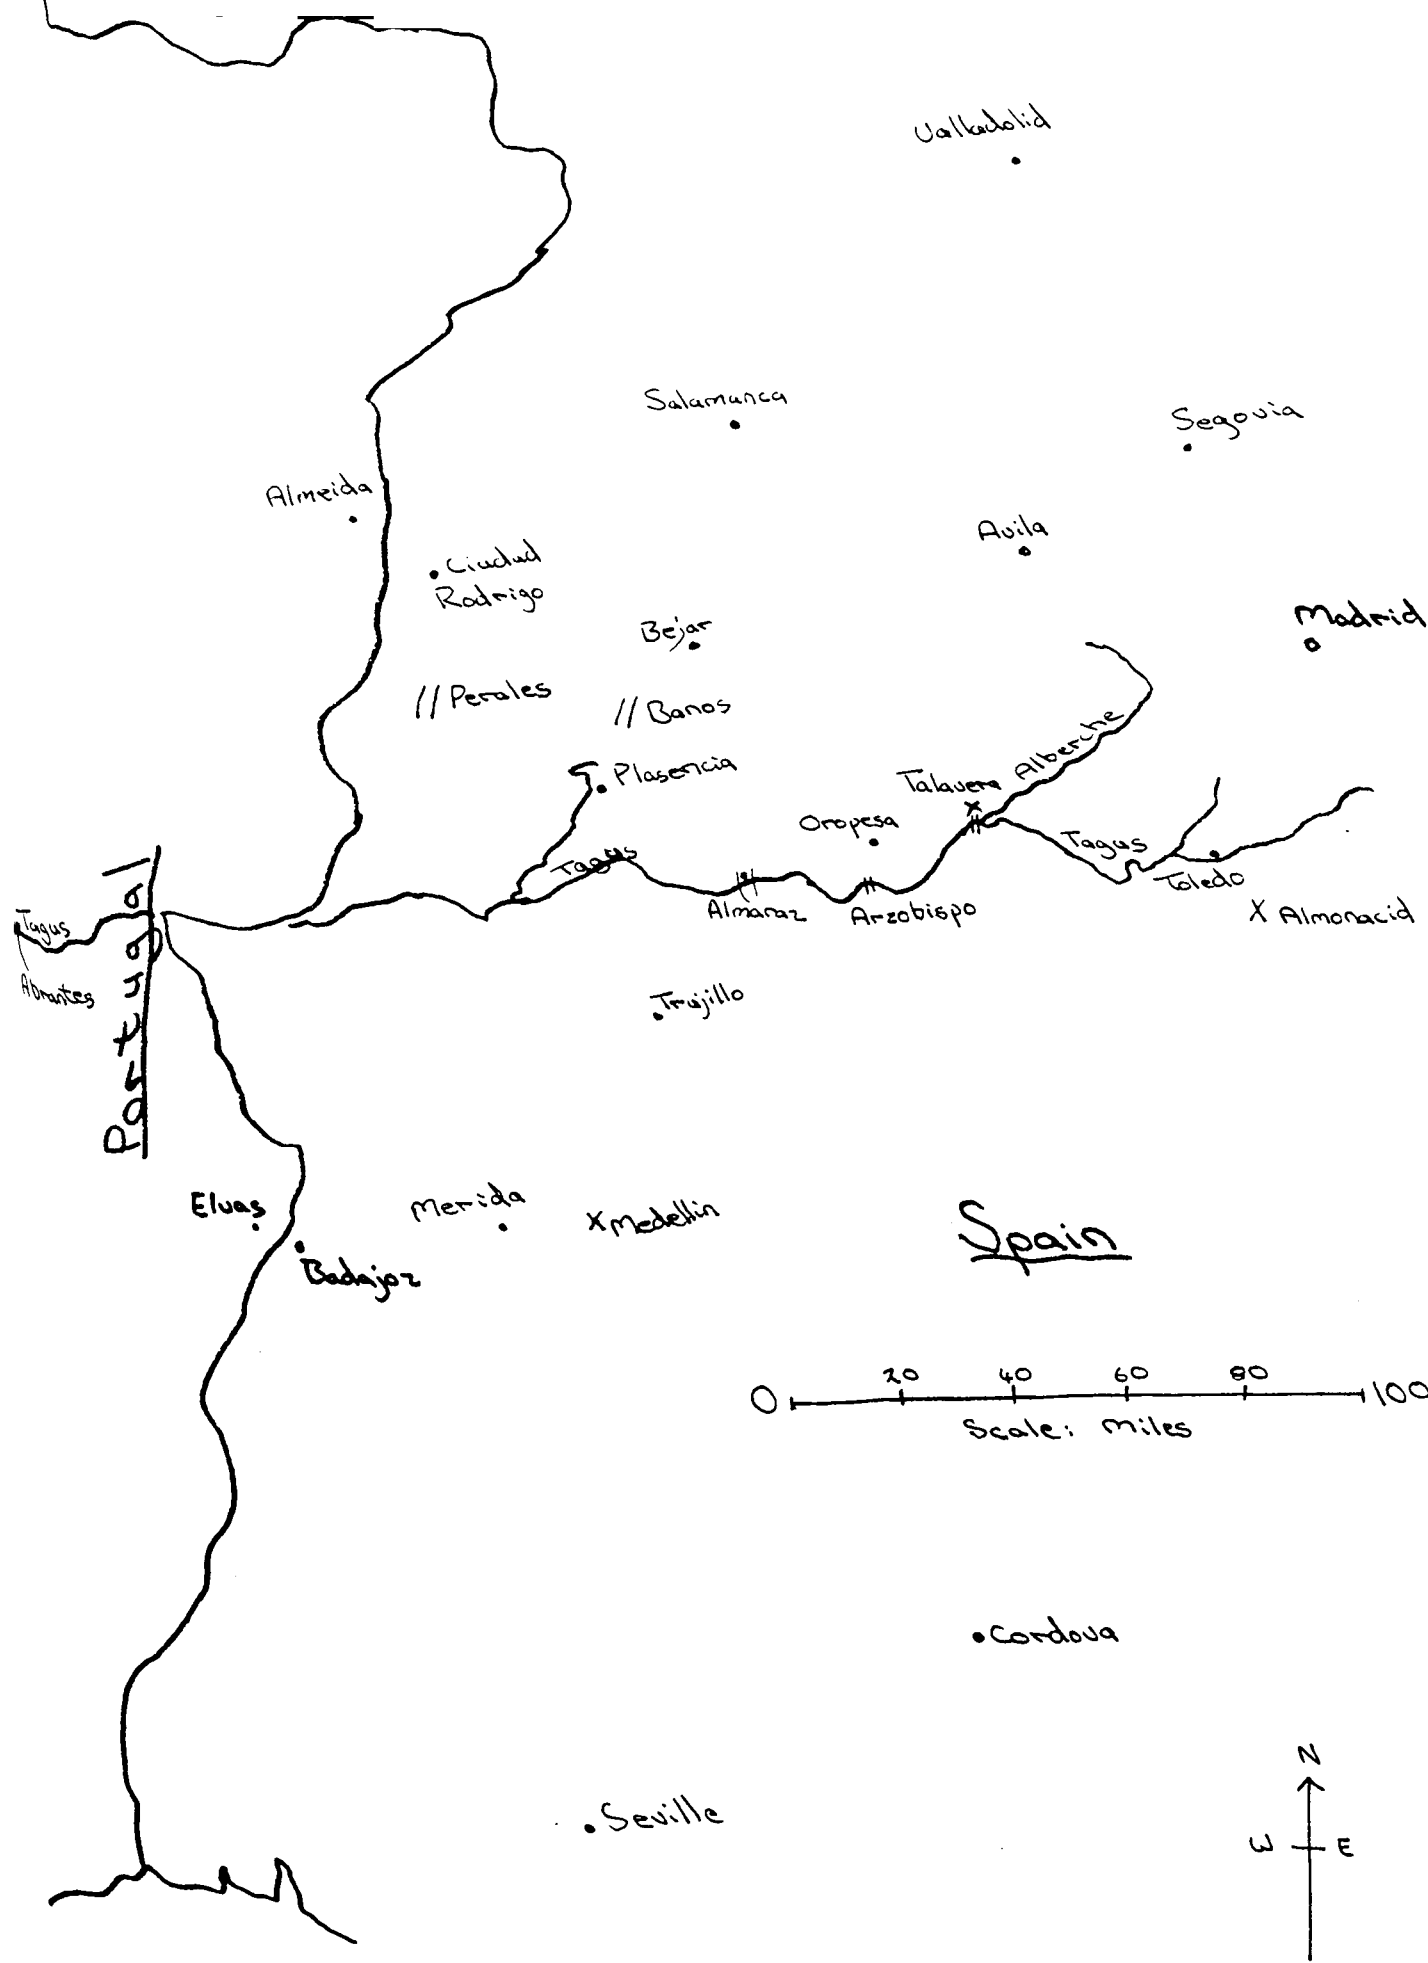 Valladolid
Salamanca
Segovia
Almeida
Avila
Ciudad
Rodrigo
Madrid
Bejar
// Perales
// Banos
Plasencia
Alberche
Talavera
Oropesa
Tagus
Tagus
Toledo
Almaraz
Arzobispo
X Almonacid
Tagus
Portugal
Abrantes
Trujillo
Elvas
Merida
X Medellin
Spain
Badajoz
0 20 40 60 80 100
Scale: Miles
Cordova
N
Seville
W E